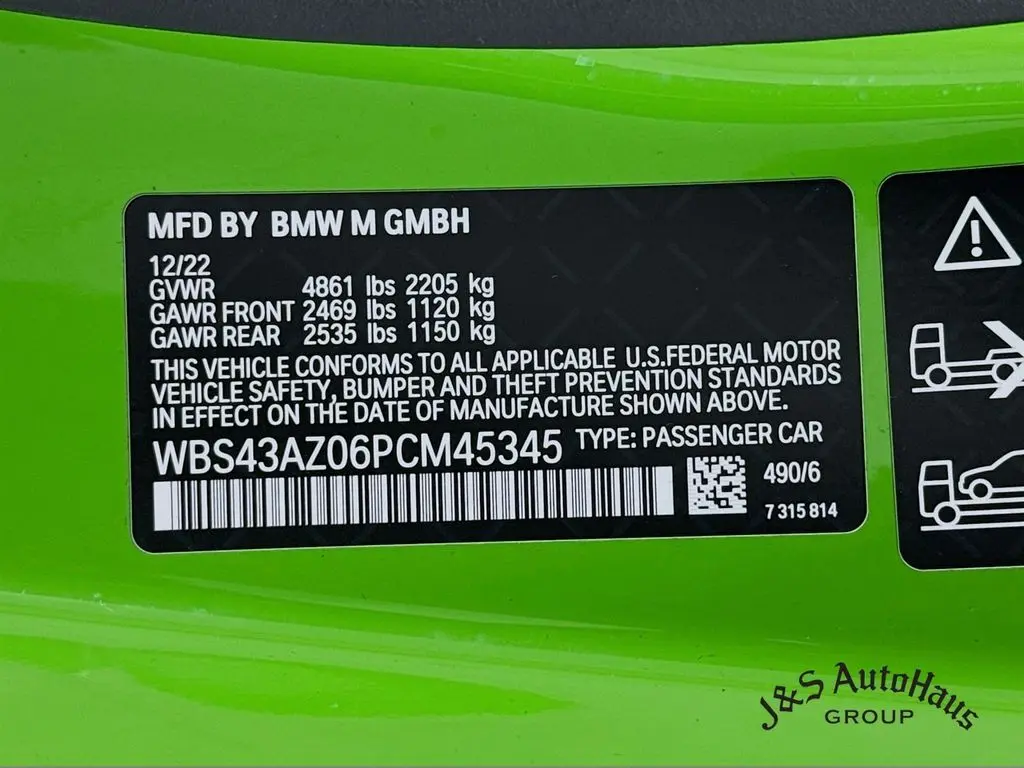 MFD BY BMW M GMBH
12/22
GVWR 4861 lbs 2205 kg
GAWR FRONT 2469 lbs 1120 kg
GAWR REAR 2535 lbs 1150 kg
THIS VEHICLE CONFORMS TO ALL APPLICABLE U.S.FEDERAL MOTOR
VEHICLE SAFETY, BUMPER AND THEFT PREVENTION STANDARDS
IN EFFECT ON THE DATE OF MANUFACTURE SHOWN ABOVE.
WBS43AZ06PCM45345 TYPE: PASSENGER CAR
490/6
7 315 814
J&S AutoHaus
GROUP